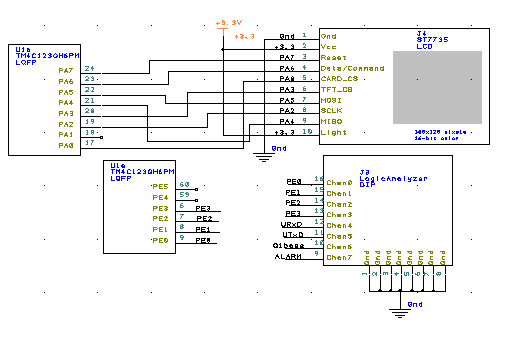 +3.3V
+3.3
U1a
TM4C123GH6PM
LQFP
PA7 24
PA6 23
PA5 22
PA4 21
PA3 20
PA2 19
PA1 18
PA0 17
J4
ST7735
LCD
Gnd 1 Gnd
+3.3 2 Vcc
PA7 3 Reset
PA6 4 Data/Command
PA0 5 CARD_CS
PA3 6 TFT_CS
PA5 7 MOSI
PA2 8 SCLK
PA4 9 MISO
+3.3 10 Light
160x128 pixels
16-bit color
Gnd
U1e
TM4C123GH6PM
LQFP
PE5 60
PE4 59
PE3 6 PE3
PE2 7 PE2
PE1 8 PE1
PE0 9 PE0
J3
LogicAnalyzer
DIP
PE0 16 Chan0
PE1 15 Chan1
PE2 14 Chan2
PE3 13 Chan3
URxD 12 Chan4
UTxD 11 Chan5
Q1base 10 Chan6
ALARM 9 Chan7
Gnd Gnd Gnd Gnd Gnd Gnd Gnd Gnd
1 2 3 4 5 6 7 8
Gnd